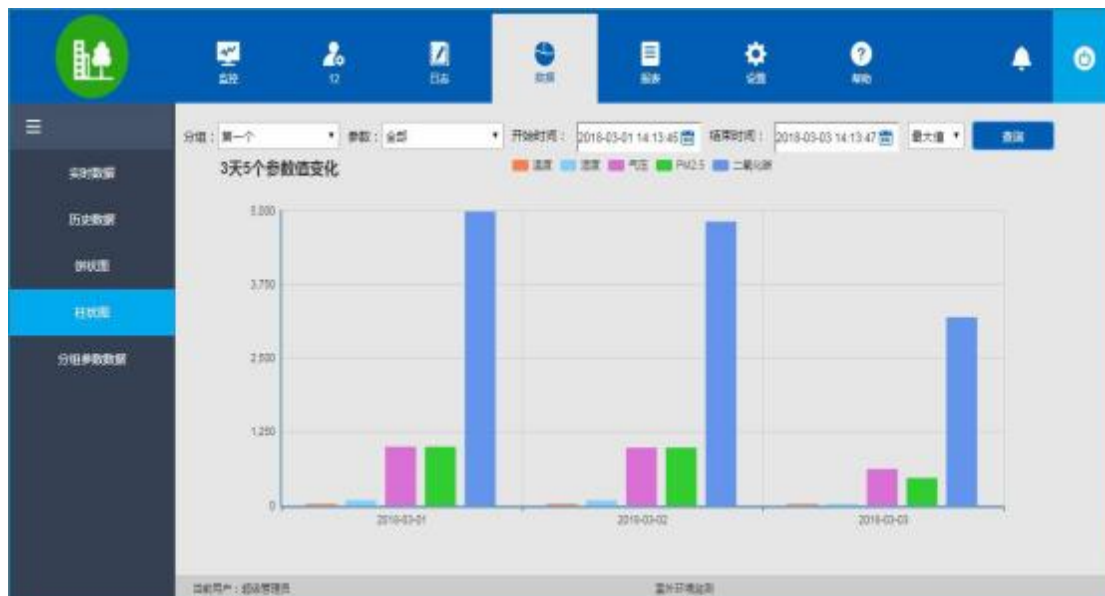 监控
12
日志
数据
报表
设置
帮助
分组：第一个 参数：全部 开始时间：2018-03-01 14:13:45 结束时间：2018-03-03 14:13:47 最大值 查询
3天5个参数值变化
温度 湿度 气压 PM2.5 二氧化碳
实时数据
历史数据
饼状图
柱状图
分组参数数据
5,000
3,750
2,500
1,250
0
2018-03-01
2018-03-02
2018-03-03
当前用户：超级管理员
室外环境监测